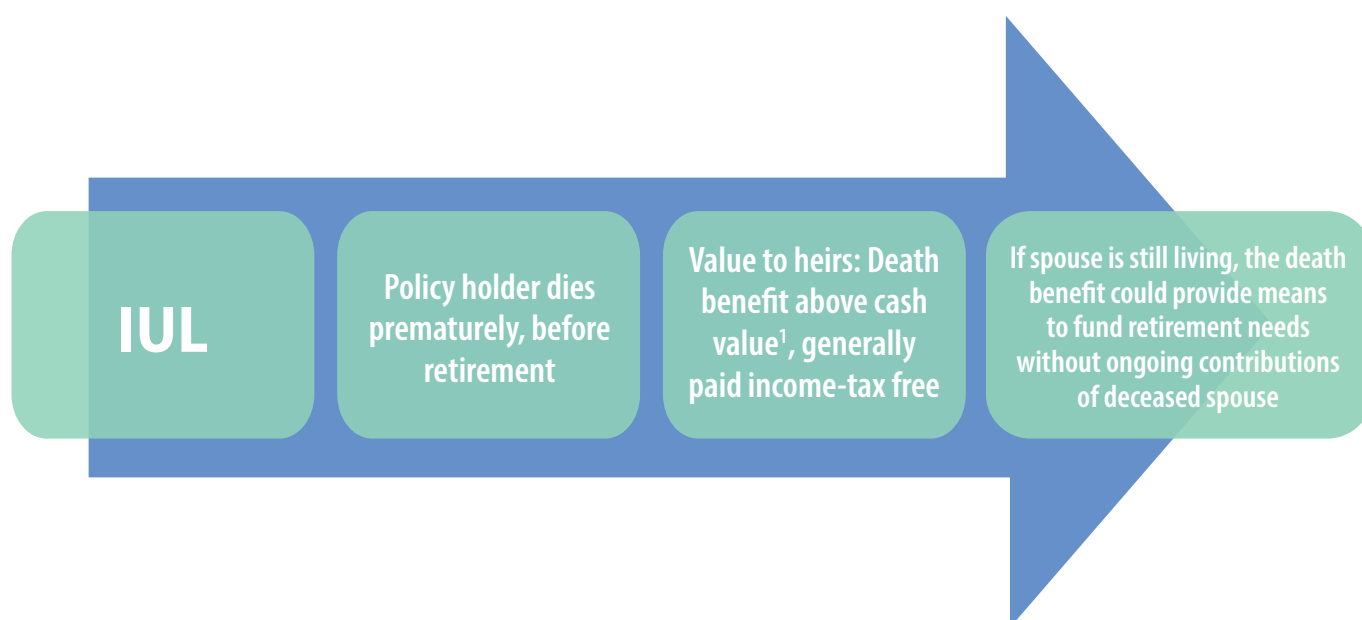 IUL
Policy holder dies
prematurely, before
retirement
Value to heirs: Death
benefit above cash
value¹, generally
paid income-tax free
If spouse is still living, the death
benefit could provide means
to fund retirement needs
without ongoing contributions
of deceased spouse